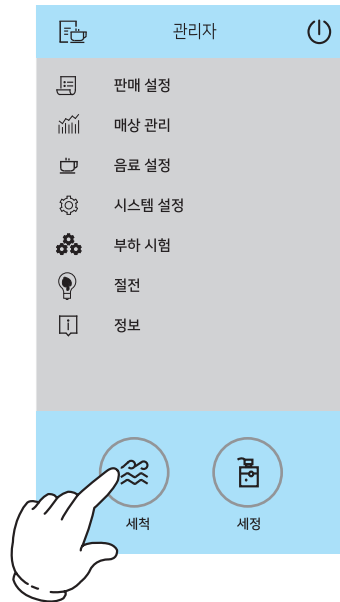 관리자
판매 설정
매상 관리
음료 설정
시스템 설정
부하 시험
절전
정보
세척
세정